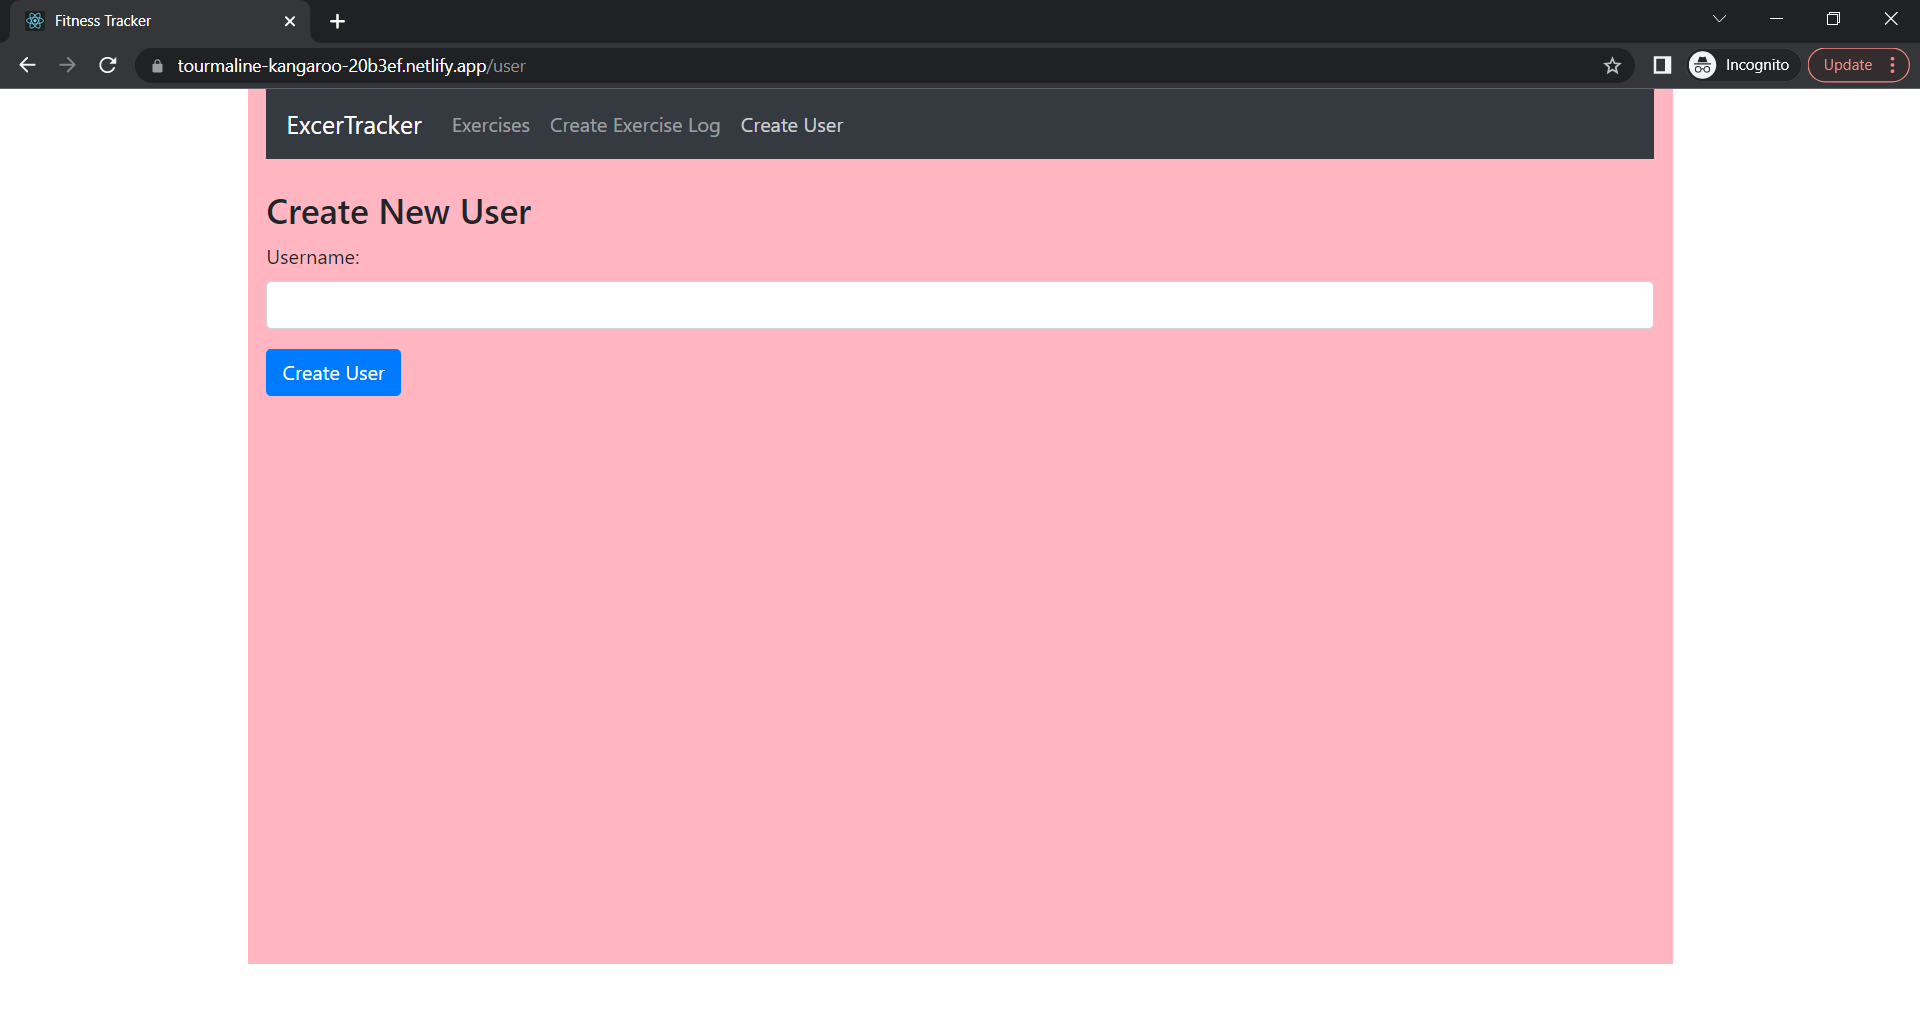 Fitness Tracker
tourmaline-kangaroo-20b3ef.netlify.app/user
Incognito
Update
ExcerTracker Exercises Create Exercise Log Create User
Create New User
Username:
Create User